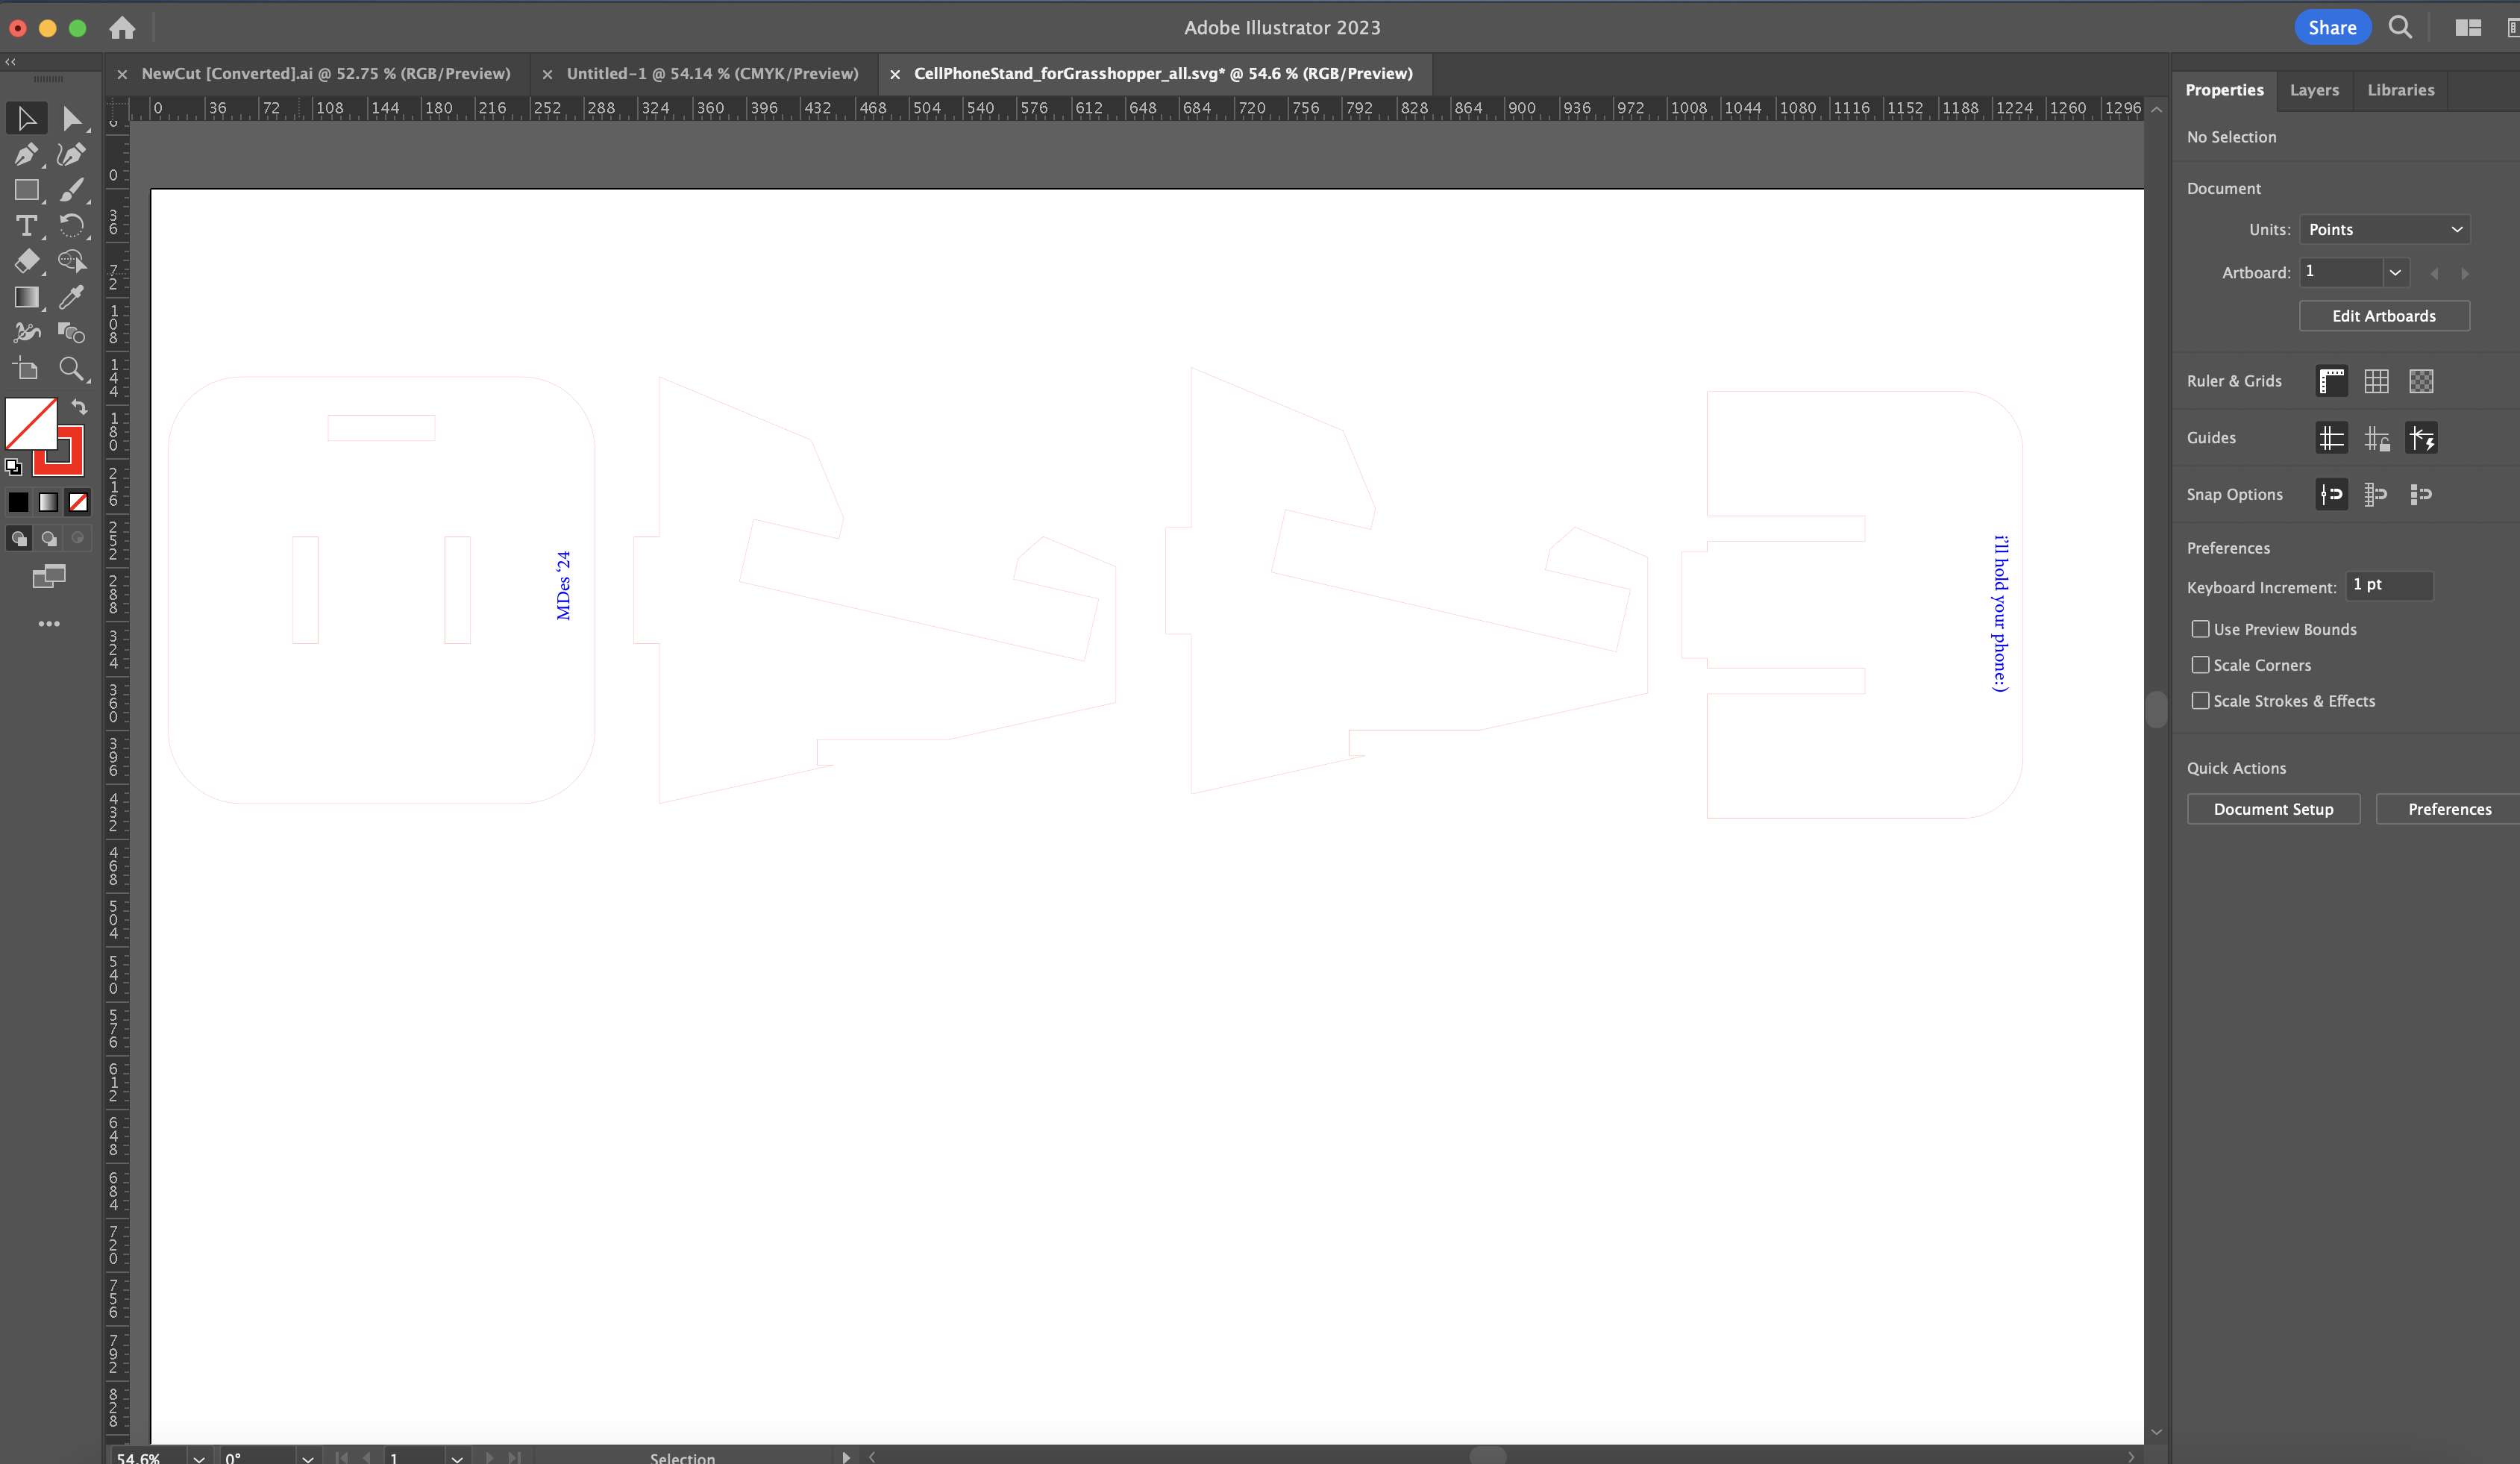 Adobe Illustrator 2023
Share
NewCut [Converted].ai @ 52.75 % (RGB/Preview)
Untitled-1 @ 54.14 % (CMYK/Preview)
CellPhoneStand_forGrasshopper_all.svg* @ 54.6 % (RGB/Preview)
0 36 72 108 144 180 216 252 288 324 360 396 432 468 504 540 576 612 648 684 720 756 792 828 864 900 936 972 1008 1044 1080 1116 1152 1188 1224 1260 1296
0
36
72
108
144
180
216
252
288
324
360
396
432
468
504
540
576
612
648
684
720
756
792
828
MDes ‘24
i’ll hold your phone:)
Properties
Layers
Libraries
No Selection
Document
Units: Points
Artboard: 1
Edit Artboards
Ruler & Grids
Guides
Snap Options
Preferences
Keyboard Increment: 1 pt
Use Preview Bounds
Scale Corners
Scale Strokes & Effects
Quick Actions
Document Setup
Preferences
54.6%
0°
1
Selection